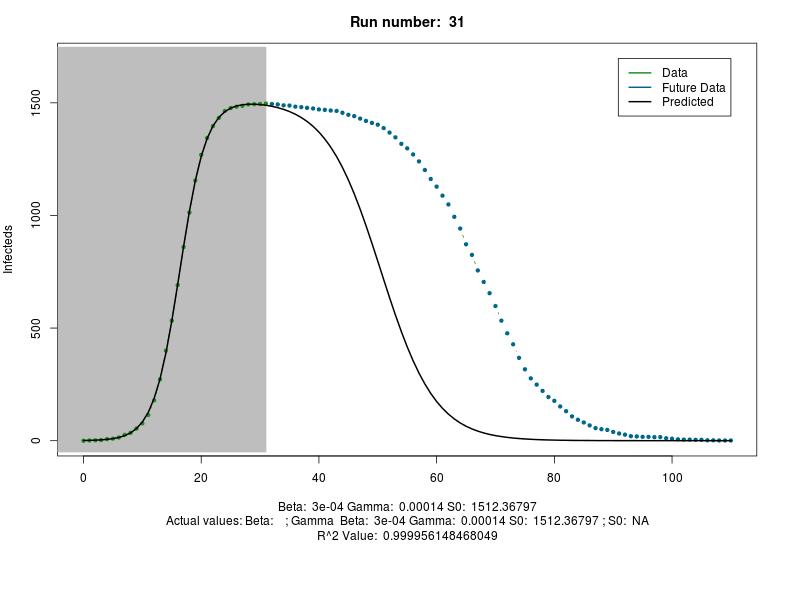 Run number: 31
Data
Future Data
Predicted
Infecteds
1500
1000
500
0
0 20 40 60 80 100
Beta: 3e-04 Gamma: 0.00014 S0: 1512.36797
Actual values: Beta: ; Gamma Beta: 3e-04 Gamma: 0.00014 S0: 1512.36797 ; S0: NA
R^2 Value: 0.999956148468049